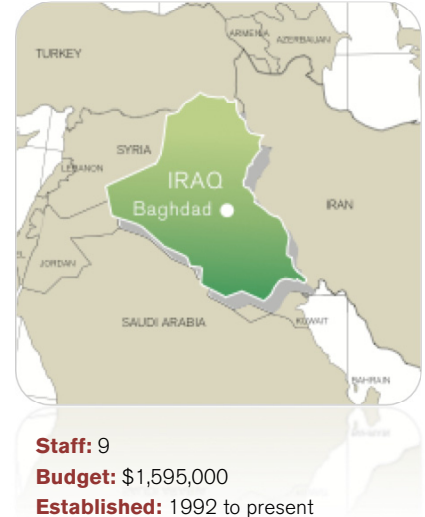 ARMENIA
AZERBAIJAN
TURKEY
SYRIA
LEBANON
IRAQ
Baghdad
IRAN
EL
JORDAN
SAUDI ARABIA
KUWAIT
BAHRAIN
Staff: 9
Budget: $1,595,000
Established: 1992 to present